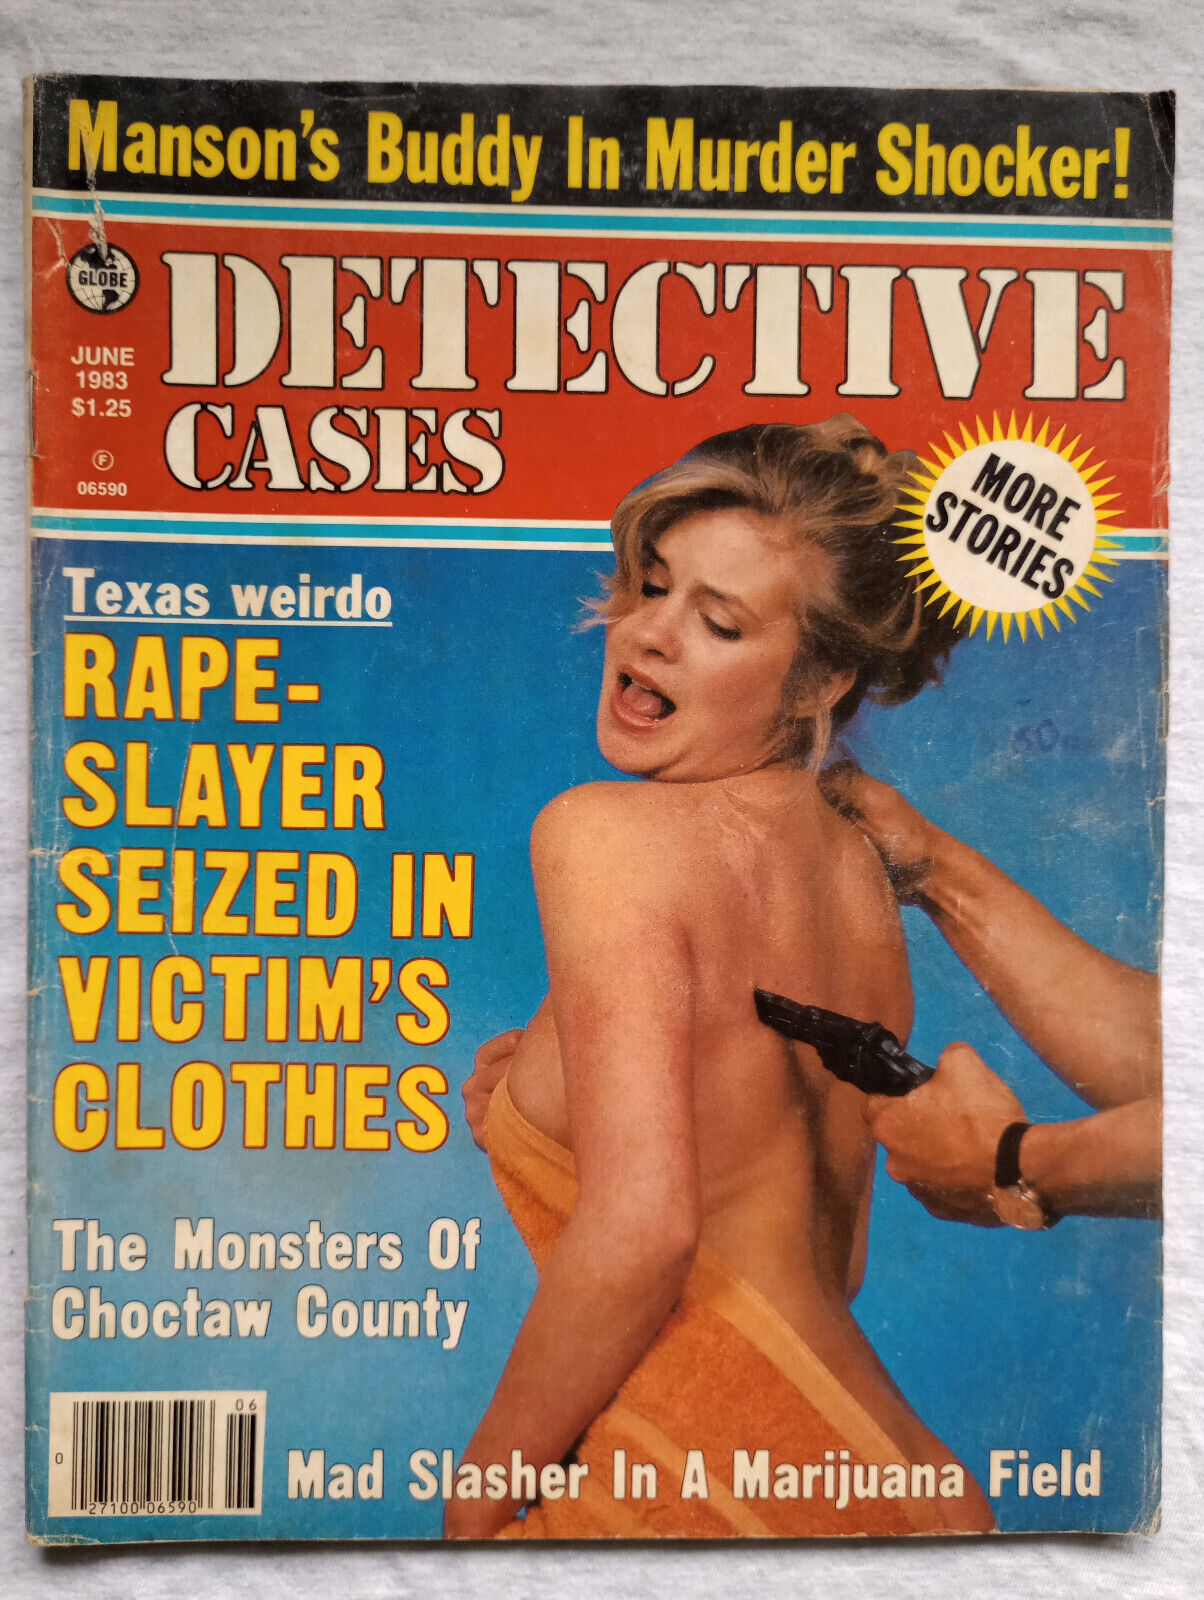 Manson's Buddy In Murder Shocker!
GLOBE
DETECTIVE
CASES
JUNE
1983
$1.25
F
06590
MORE
STORIES
Texas weirdo
RAPE-
SLAYER
SEIZED IN
VICTIM'S
CLOTHES
50
The Monsters Of
Choctaw County
Mad Slasher In A Marijuana Field
06
0
27100 06590